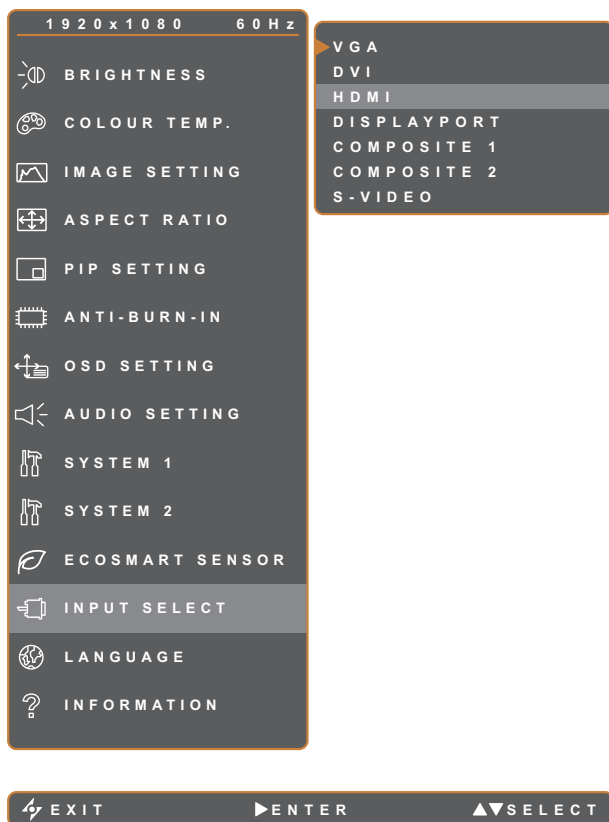 1920x1080 60Hz
BRIGHTNESS
COLOUR TEMP.
IMAGE SETTING
ASPECT RATIO
PIP SETTING
ANTI-BURN-IN
OSD SETTING
AUDIO SETTING
SYSTEM 1
SYSTEM 2
ECOSMART SENSOR
INPUT SELECT
LANGUAGE
INFORMATION
VGA
DVI
HDMI
DISPLAYPORT
COMPOSITE 1
COMPOSITE 2
S-VIDEO
EXIT ENTER SELECT